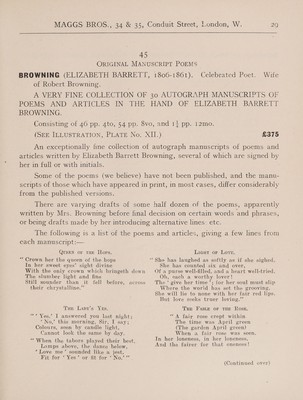 MAGGS BROS., 34 & 35, Conduit Street, London, W. 29
45
ORIGINAL MANUSCRIPT POEMS
BROWNING (ELIZABETH BARRETT, 1806-1861). Celebrated Poet. Wife
of Robert Browning.
A VERY FINE COLLECTION OF 30 AUTOGRAPH MANUSCRIPTS OF
POEMS AND ARTICLES IN THE HAND OF ELIZABETH BARRETT
BROWNING.
Consisting of 46 pp. 4to, 54 pp. 8vo, and 1½ pp. 12mo.
(SEE ILLUSTRATION, PLATE NO. XII.) £375
An exceptionally fine collection of autograph manuscripts of poems and
articles written by Elizabeth Barrett Browning, several of which are signed by
her in full or with initials.
Some of the poems (we believe) have not been published, and the manu-
scripts of those which have appeared in print, in most cases, differ considerably
from the published versions.
There are varying drafts of some half dozen of the poems, apparently
written by Mrs. Browning before final decision on certain words and phrases,
or being drafts made by her introducing alternative lines etc.
The following is a list of the poems and articles, giving a few lines from
each manuscript:—
QUEEN OF THE HOPS.
"Crown her the queen of the hops
In her sweet eyes' sight divine
With the only crown which bringeth down
The slumber light and fine
Still sounder than it fell before, across
their chrystalline."
THE LADY'S YES.
"'Yes,' I answered you last night;
'No,' this morning, Sir, I say;
Colours, seen by candle light,
Cannot look the same by day.
"When the tabors played their best,
Lamps above, the dance below,
'Love me' sounded like a jest,
Fit for 'Yes' or fit for 'No.'"
LIGHT OF LOVE.
"She has laughed as softly as if she sighed,
She has counted six and over,
Of a purse well-filled, and a heart well-tried.
Oh, such a worthy lover!
The 'give her time'; for her soul must slip
Where the world has set the grooving.
She will lie to none with her fair red lips.
But love seeks truer loving."
THE FOLD OF THE ROSE.
"A fair rose crept within
The time was April green
(The garden April green)
When a fair rose was seen.
In her loneness, in her loneness,
And the fairer for that oneness!
(Continued over)